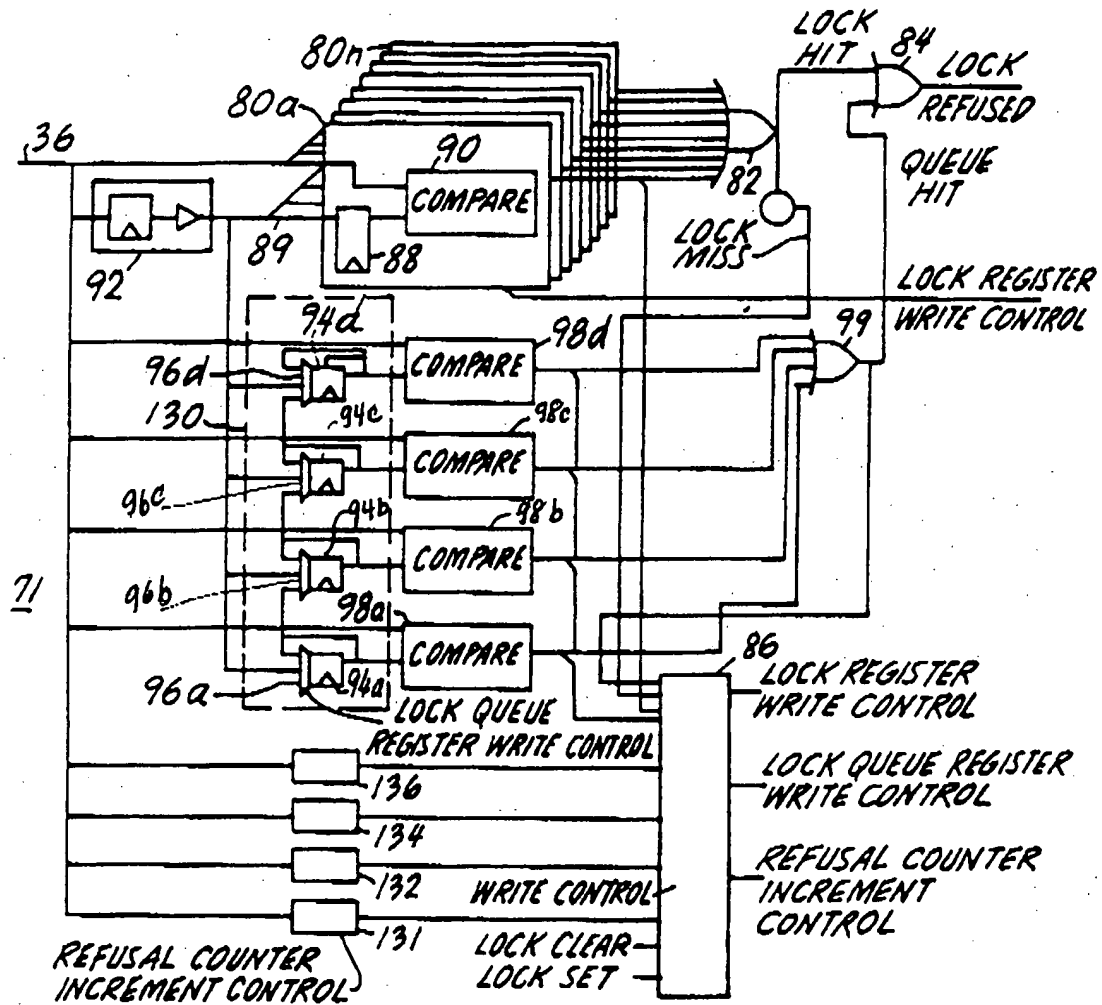 80n
LOCK
HIT
84
LOCK
REFUSED
80a
36
90
COMPARE
82
QUEUE
HIT
89
88
92
LOCK
MISS
LOCK REGISTER
WRITE CONTROL
94d
98d
99
96d
COMPARE
130
94c
98c
COMPARE
96c
94b
98b
COMPARE
71
96b
98a
COMPARE
86
96a
94a
LOCK QUEUE
REGISTER WRITE CONTROL
LOCK REGISTER
WRITE CONTROL
136
LOCK QUEUE REGISTER
WRITE CONTROL
134
132
WRITE CONTROL
REFUSAL COUNTER
INCREMENT
CONTROL
131
LOCK CLEAR
LOCK SET
REFUSAL COUNTER
INCREMENT CONTROL